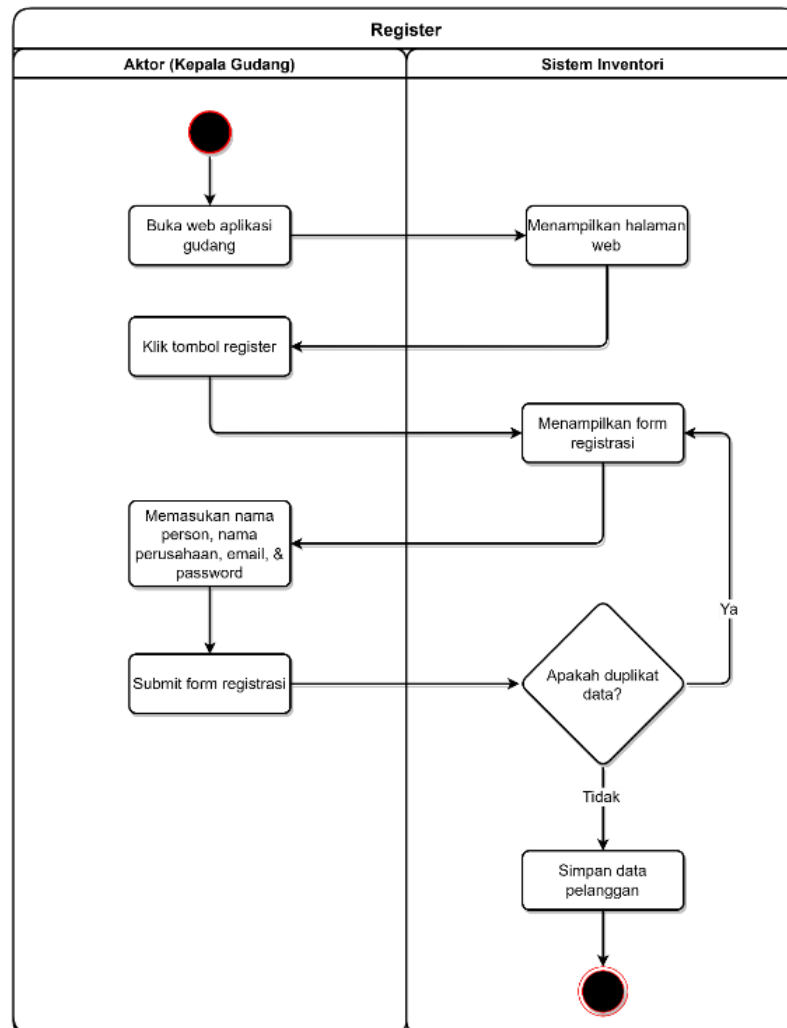 Register
Aktor (Kepala Gudang)
Sistem Inventori
Buka web aplikasi
gudang
Menampilkan halaman
web
Klik tombol register
Menampilkan form
registrasi
Memasukan nama
person, nama
perusahaan, email, &
password
Ya
Submit form registrasi
Apakah duplikat
data?
Tidak
Simpan data
pelanggan